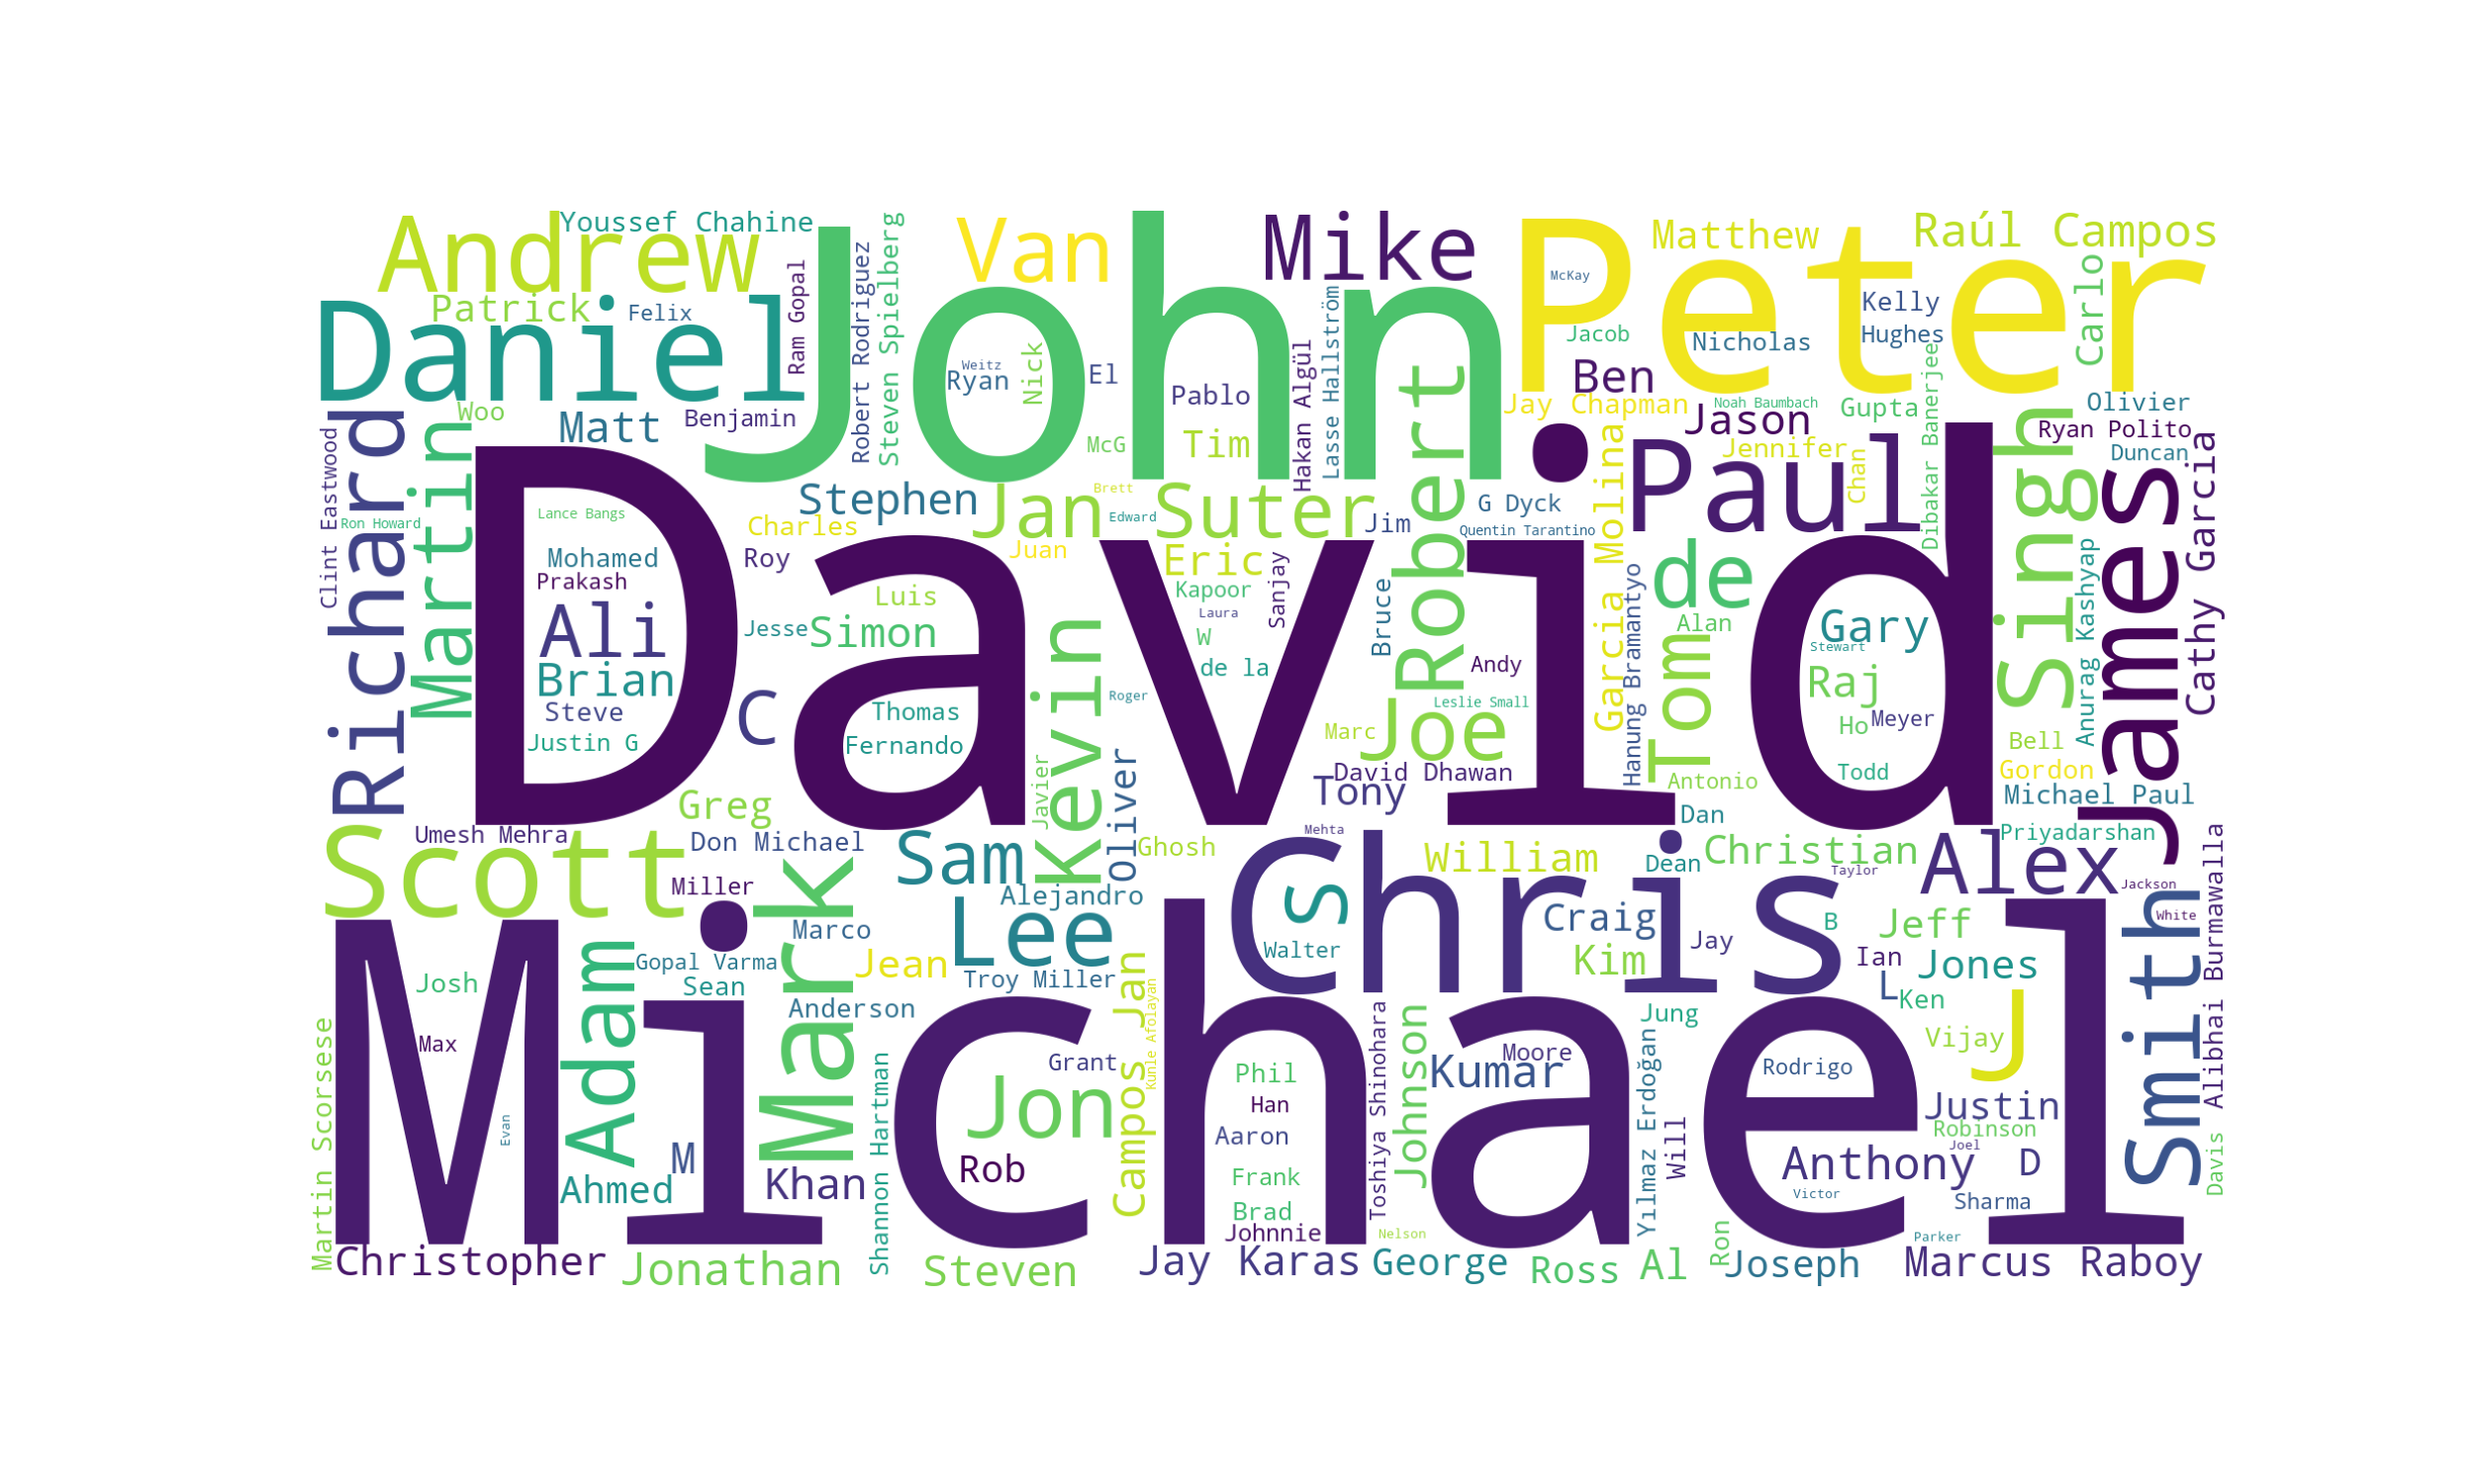 Andrew
Youssef Chahine
Van
Mike
Matthew
Raúl Campos
John
Peter
Daniel
Patrick
Felix
Ram Gopal
Robert Rodriguez
Steven Spielberg
Weitz
Ryan
Nick
El
Pablo
Hakan Algül
Lasse Hallström
McKay
Jacob
Nicholas
Kelly
Hughes
Carlo
Woo
Matt
Benjamin
McG
Tim
Ben
Jay Chapman
Jason
Noah Baumbach
Gupta
Dibakar Banerjee
Olivier
Ryan Polito
Duncan
Jennifer
Chan
Clint Eastwood
Richard
Martin
Ron Howard
Lance Bangs
Stephen
Charles
Jan
Brett
Edward
Suter
Jim
G Dyck
Quentin Tarantino
Robert
Paul
Singh
James
Cathy Garcia
David
Mohamed
Prakash
Roy
Juan
Eric
Kapoor
Sanjay
Garcia Molina
Hanung Bramantyo
de
Anurag Kashyap
Ali
Luis
Jesse
Simon
Laura
W
de la
Bruce
Andy
Alan
Gary
Stewart
Brian
Steve
Justin G
C
Thomas
Fernando
Kevin
Roger
Leslie Small
Marc
Joe
Tom
Raj
Ho
Meyer
Bell
Todd
Gordon
Javier
Oliver
David Dhawan
Tony
Antonio
Dan
Michael Paul
Greg
Umesh Mehra
Don Michael
Scott
Sam
Ghosh
Mehta
Chris
William
Dean
Christian
Priyadarshan
Taylor
Alex
Jackson
Alibhai Burmawalla
Miller
Mark
Alejandro
Lee
s
Walter
Craig
Kim
Jay
B
Jeff
Ian
L
Ken
Jones
White
Smith
Michael
Josh
Adam
Gopal Varma
Sean
Marco
Jean
Troy Miller
Anderson
Campos Jan
Kunle Afolayan
Jung
Vijay
J
Martin Scorsese
Max
Evan
Grant
Jon
Phil
Han
Aaron
Toshiya Shinohara
Johnson
Kumar
Moore
Yılmaz Erdoğan
Will
Rodrigo
Justin
Robinson
Joel
Davis
Ahmed
M
Khan
Shannon Hartman
Rob
Frank
Brad
Johnnie
Nelson
Anthony
D
Victor
Sharma
Parker
Christopher
Jonathan
Steven
Jay Karas
George
Ross
Al
Ron
Joseph
Marcus Raboy